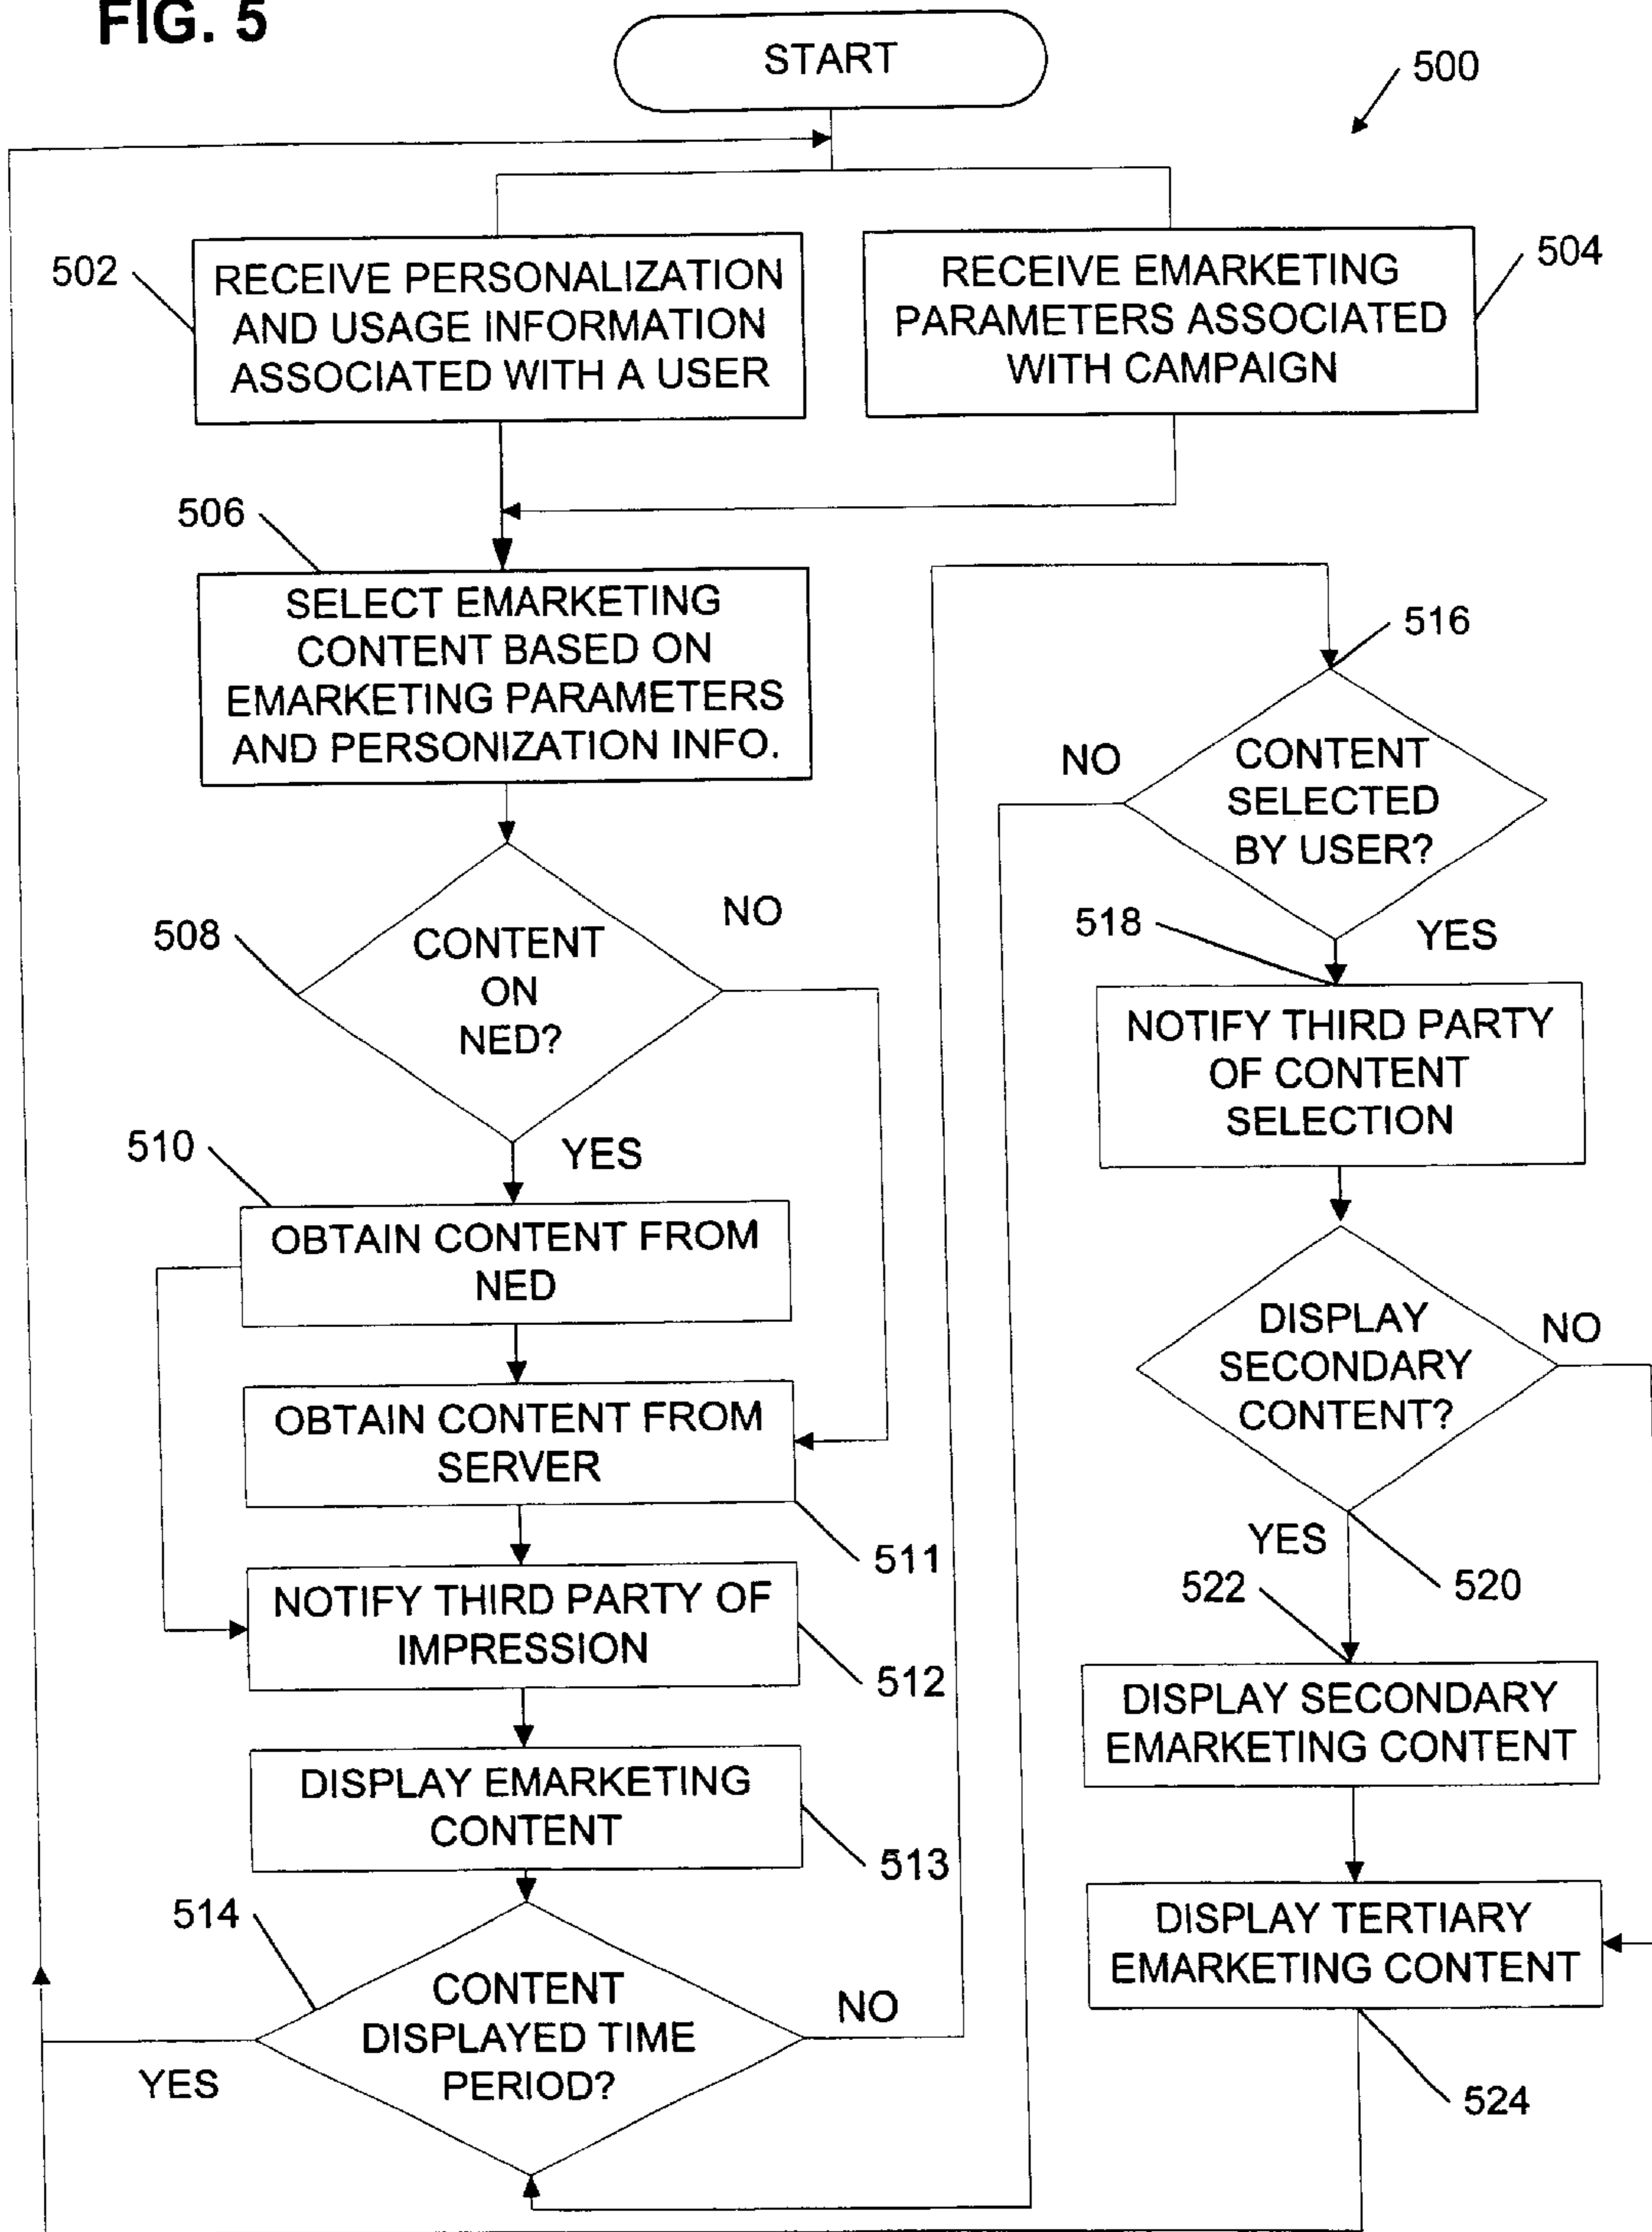 FIG. 5
START
500
502
RECEIVE PERSONALIZATION
AND USAGE INFORMATION
ASSOCIATED WITH A USER
RECEIVE EMARKETING
PARAMETERS ASSOCIATED
WITH CAMPAIGN
504
506
SELECT EMARKETING
CONTENT BASED ON
EMARKETING PARAMETERS
AND PERSONIZATION INFO.
508
CONTENT
ON
NED?
NO
YES
510
OBTAIN CONTENT FROM
NED
OBTAIN CONTENT FROM
SERVER
511
NOTIFY THIRD PARTY OF
IMPRESSION
512
DISPLAY EMARKETING
CONTENT
513
514
CONTENT
DISPLAYED TIME
PERIOD?
NO
YES
516
NO
CONTENT
SELECTED
BY USER?
518
YES
NOTIFY THIRD PARTY
OF CONTENT
SELECTION
DISPLAY
SECONDARY
CONTENT?
NO
YES
520
522
DISPLAY SECONDARY
EMARKETING CONTENT
DISPLAY TERTIARY
EMARKETING CONTENT
524